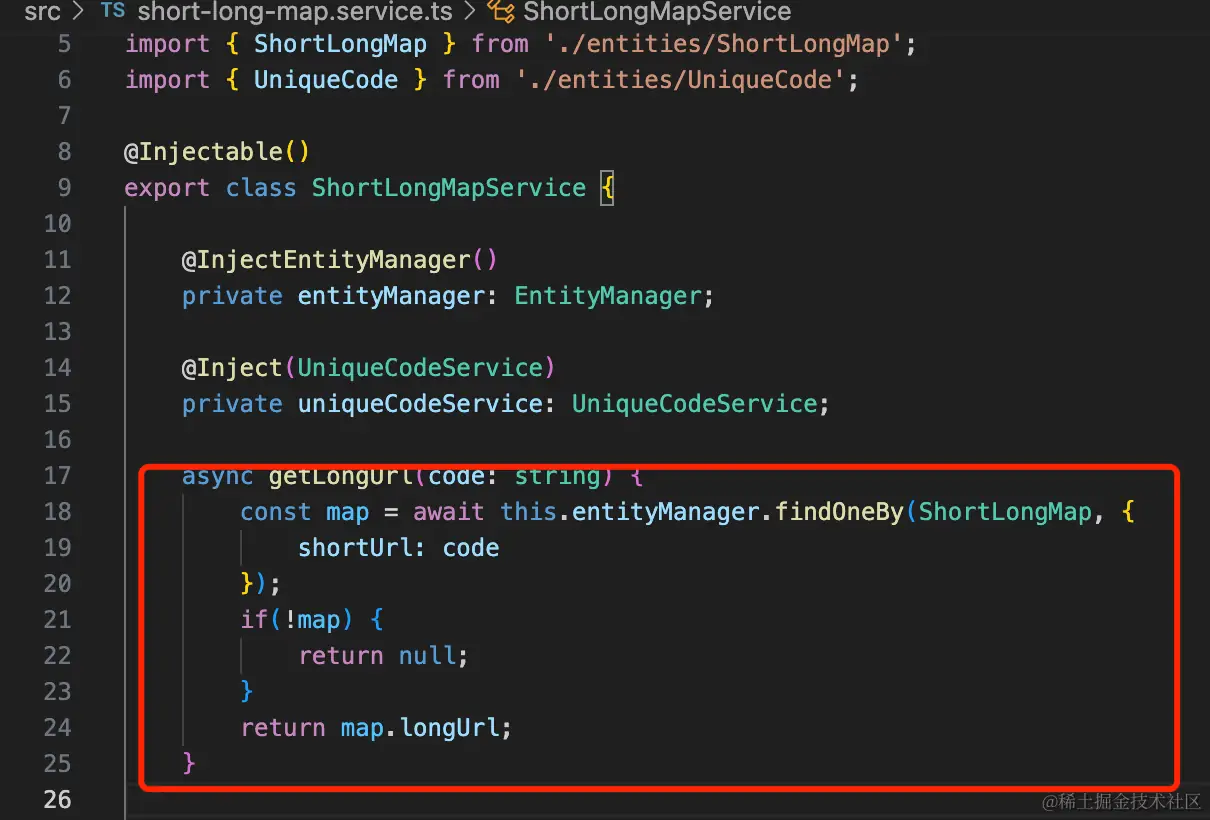 src > TS short-long-map.service.ts > ShortLongMapService
5 import { ShortLongMap } from './entities/ShortLongMap';
6 import { UniqueCode } from './entities/UniqueCode';
7
8 @Injectable()
9 export class ShortLongMapService {
10
11     @InjectEntityManager()
12     private entityManager: EntityManager;
13
14     @Inject(UniqueCodeService)
15     private uniqueCodeService: UniqueCodeService;
16
17     async getLongUrl(code: string) {
18         const map = await this.entityManager.findOneBy(ShortLongMap, {
19             shortUrl: code
20         });
21         if(!map) {
22             return null;
23         }
24         return map.longUrl;
25     }
26
@稀土掘金技术社区